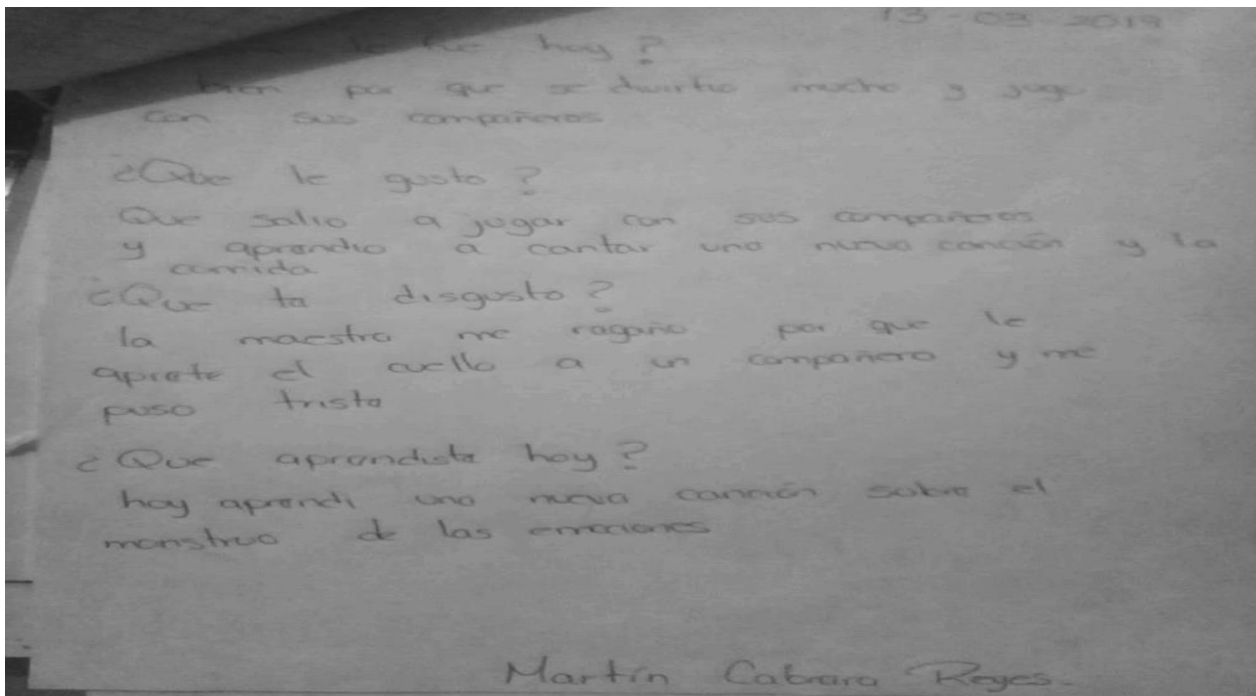 13-03-2019
le fue hoy?
bien por que se divirtio mucho y jugo
con sus compañeros
¿Que le gusto?
Que salio a jugar con sus compañeros
y aprendio a cantar una nueva canción y la
comida
¿Que te disgusto?
la maestra me regaño por que le
aprete el cuello a un compañero y me
puso triste
¿Que aprendiste hoy?
hoy aprendi una nueva canción sobre el
monstruo de las emociones
Martín Cabrera Reyes.